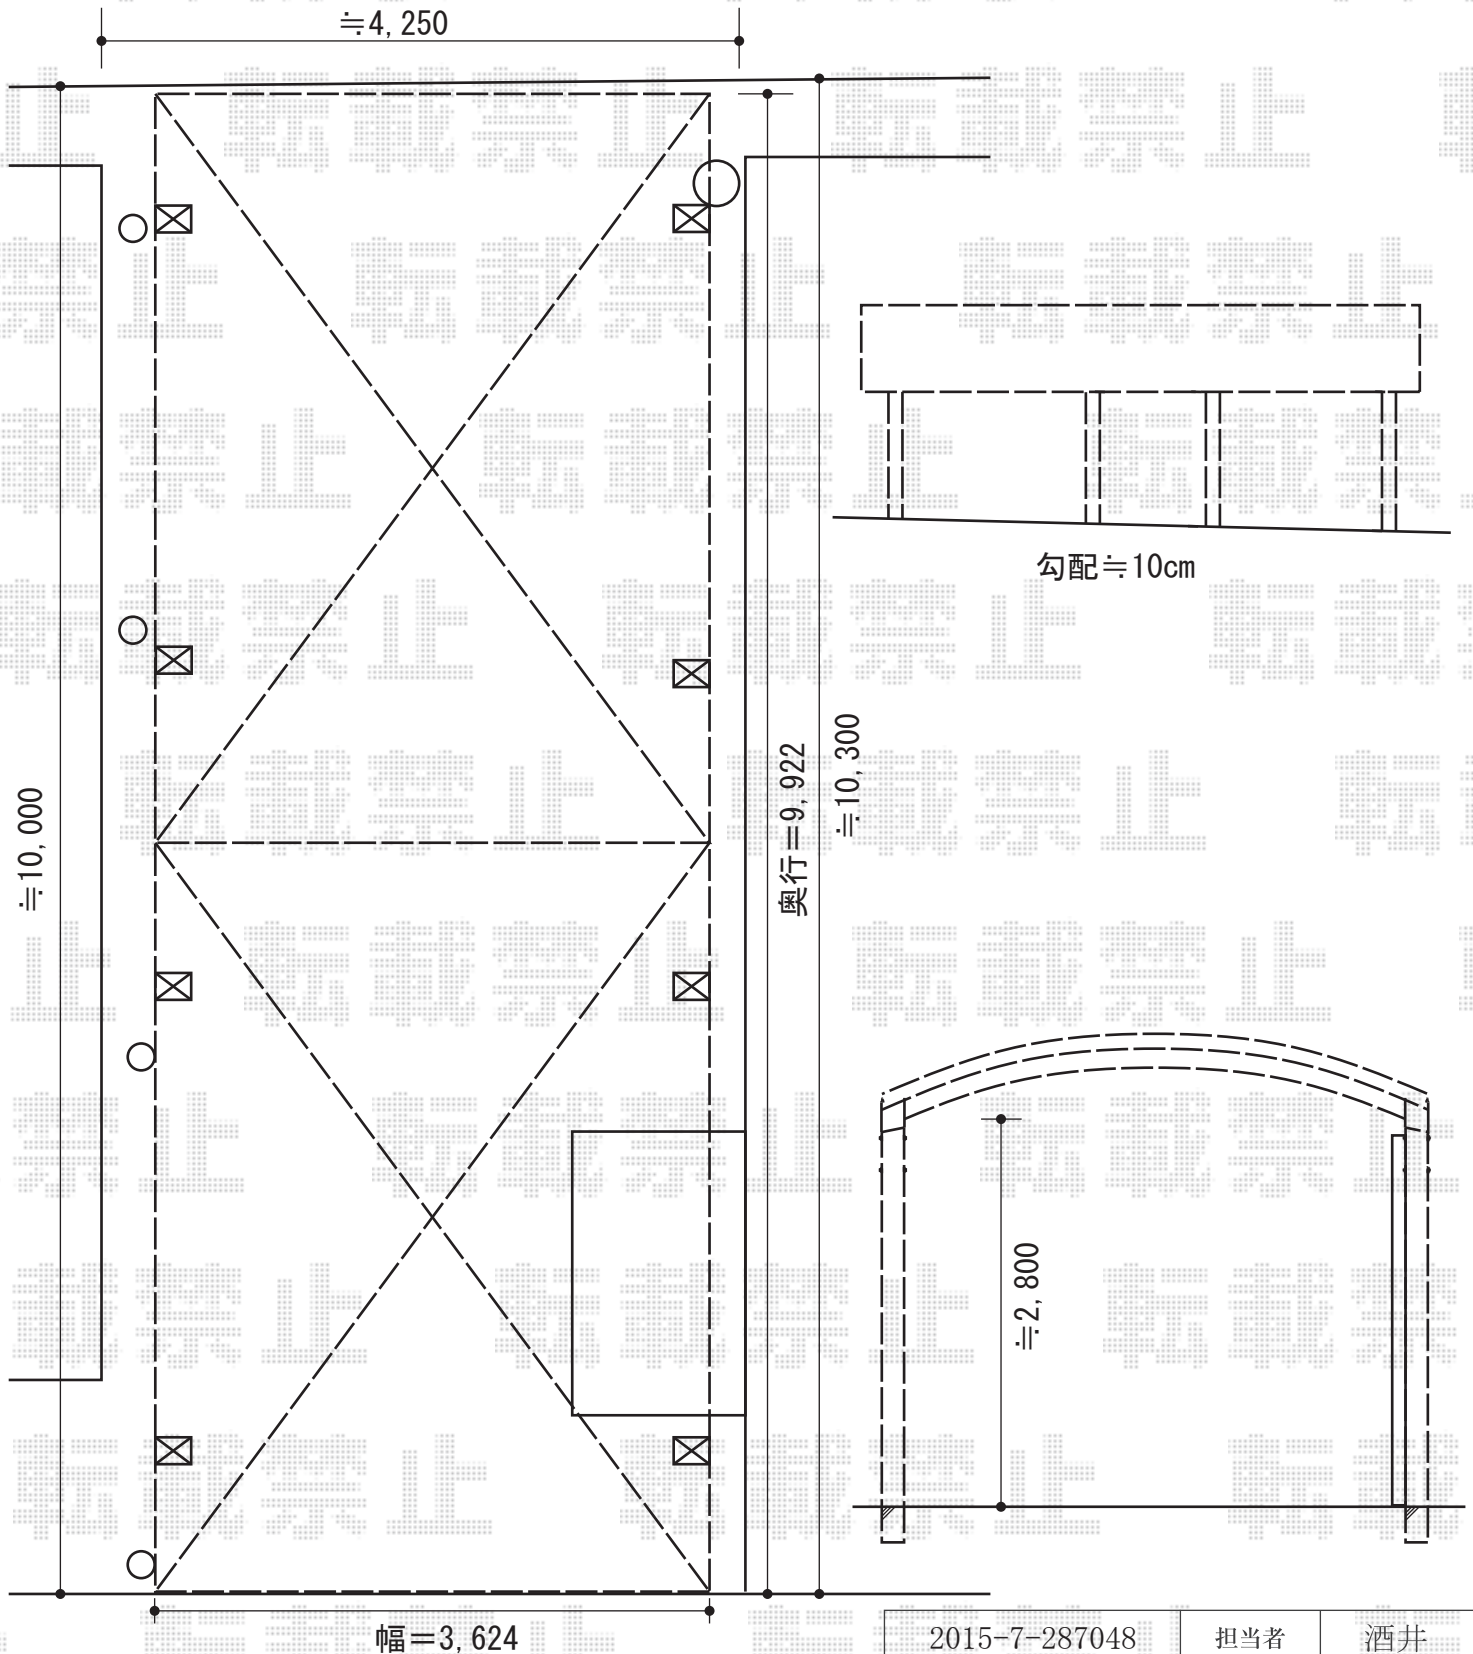 ≒4,250
勾配≒10cm
≒10,000
奥行＝9,922
≒10,300
≒2,800
幅＝3,624
2015-7-287048 担当者 酒井
転載禁止